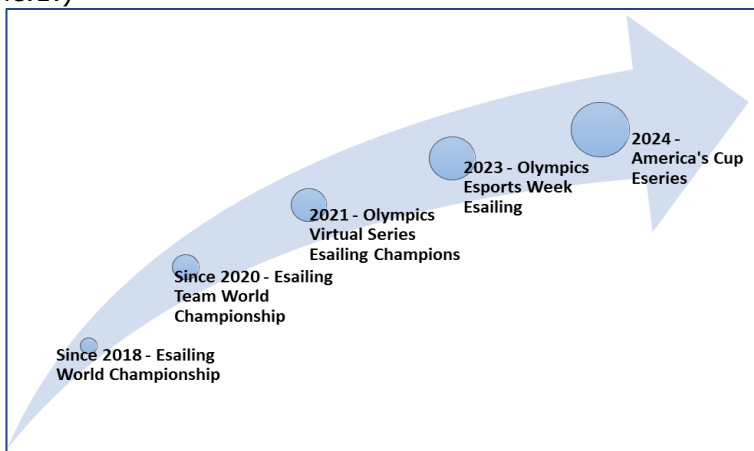 2024 -
America's Cup
Eseries
2023 - Olympics
Esports Week
Esailing
2021 - Olympics
Virtual Series
Esailing Champions
Since 2020 - Esailing
Team World
Championship
Since 2018 - Esailing
World Championship